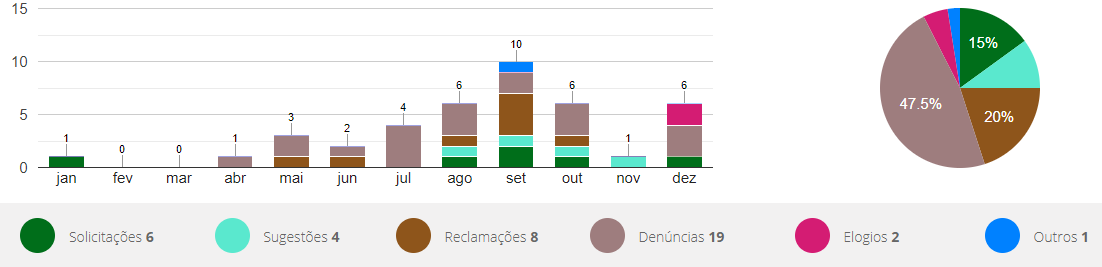 15
10
5
0
1
0
0
1
3
2
4
6
10
6
1
6
jan
fev
mar
abr
mai
jun
jul
ago
set
out
nov
dez
15%
20%
47.5%
Solicitações 6
Sugestões 4
Reclamações 8
Denúncias 19
Elogios 2
Outros 1